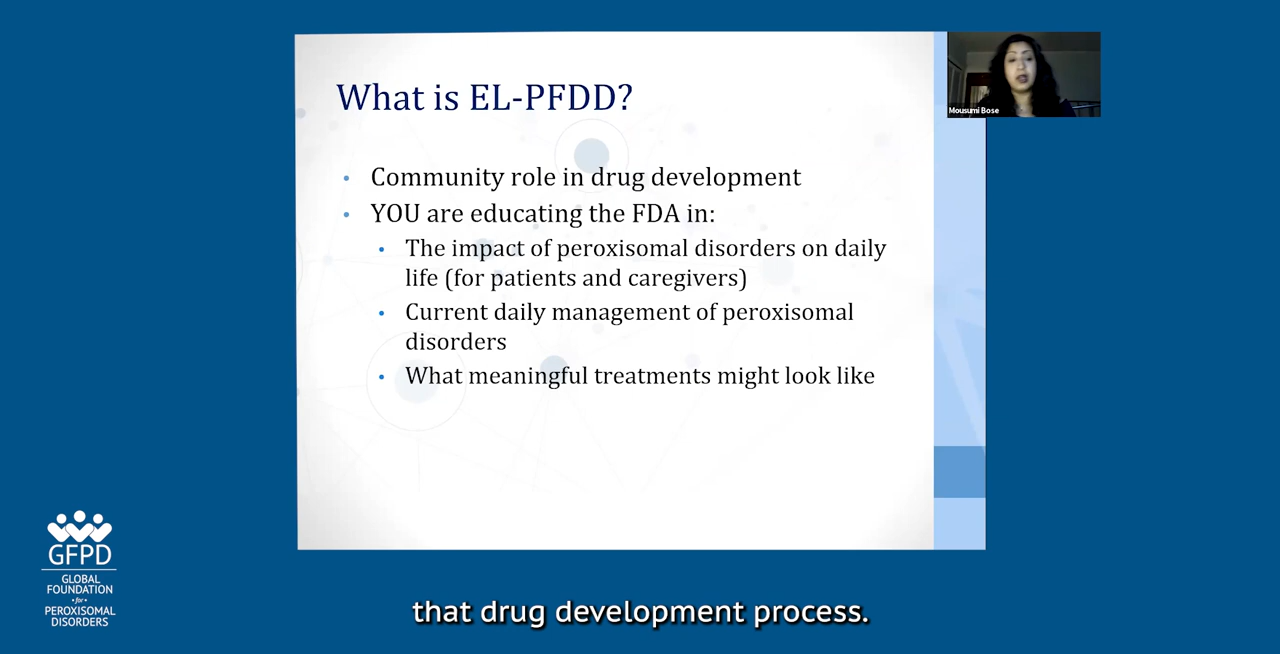 What is EL-PFDD?
Mousumi Bose
• Community role in drug development
• YOU are educating the FDA in:
• The impact of peroxisomal disorders on daily
life (for patients and caregivers)
• Current daily management of peroxisomal
disorders
• What meaningful treatments might look like
GFPD
GLOBAL
FOUNDATION
• for •
PEROXISOMAL
DISORDERS
that drug development process.